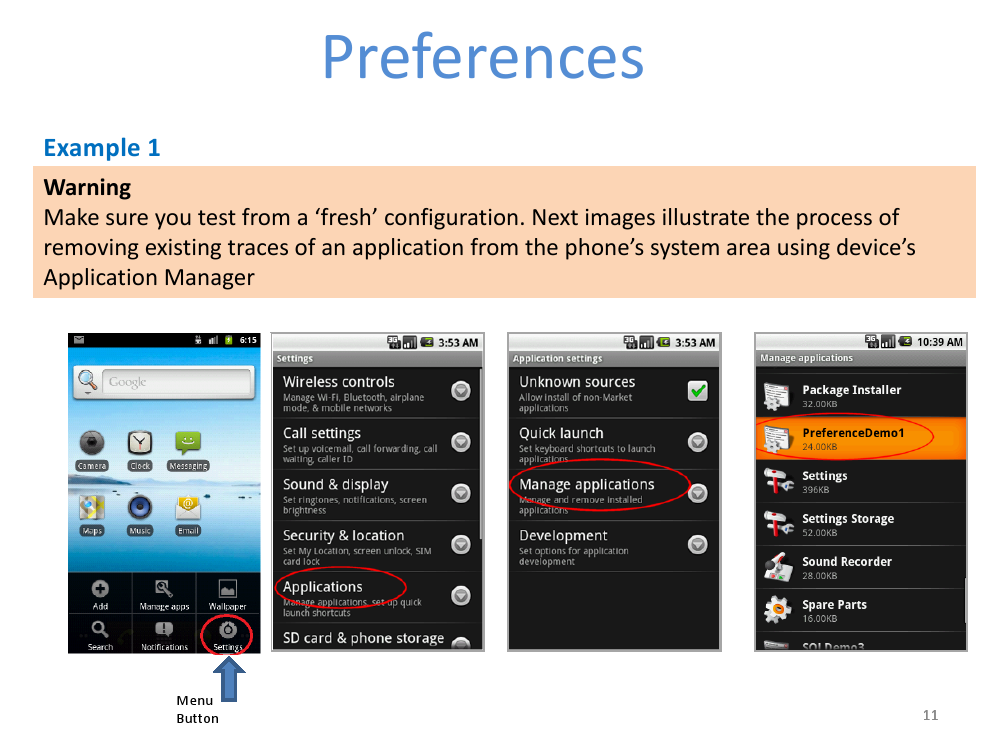 Preferences
Example 1
Warning
Make sure you test from a ‘fresh’ configuration. Next images illustrate the process of
removing existing traces of an application from the phone’s system area using device’s
Application Manager
6:15
Google
Camera
Clock
Messaging
Maps
Music
Email
Add
Manage apps
Wallpaper
Search
Notifications
Settings
Menu
Button
3G
3:53 AM
Settings
Wireless controls
Manage Wi-Fi, Bluetooth, airplane
mode, & mobile networks
Call settings
Set up voicemail, call forwarding, call
waiting, caller ID
Sound & display
Set ringtones, notifications, screen
brightness
Security & location
Set My Location, screen unlock, SIM
card lock
Applications
Manage applications, set up quick
launch shortcuts
SD card & phone storage
3G
3:53 AM
Application settings
Unknown sources
Allow install of non-Market
applications
Quick launch
Set keyboard shortcuts to launch
applications
Manage applications
Manage and remove installed
applications
Development
Set options for application
development
3G
10:39 AM
Manage applications
Package Installer
32.00KB
PreferenceDemo1
24.00KB
Settings
396KB
Settings Storage
52.00KB
Sound Recorder
28.00KB
Spare Parts
16.00KB
SQLDemo3
11